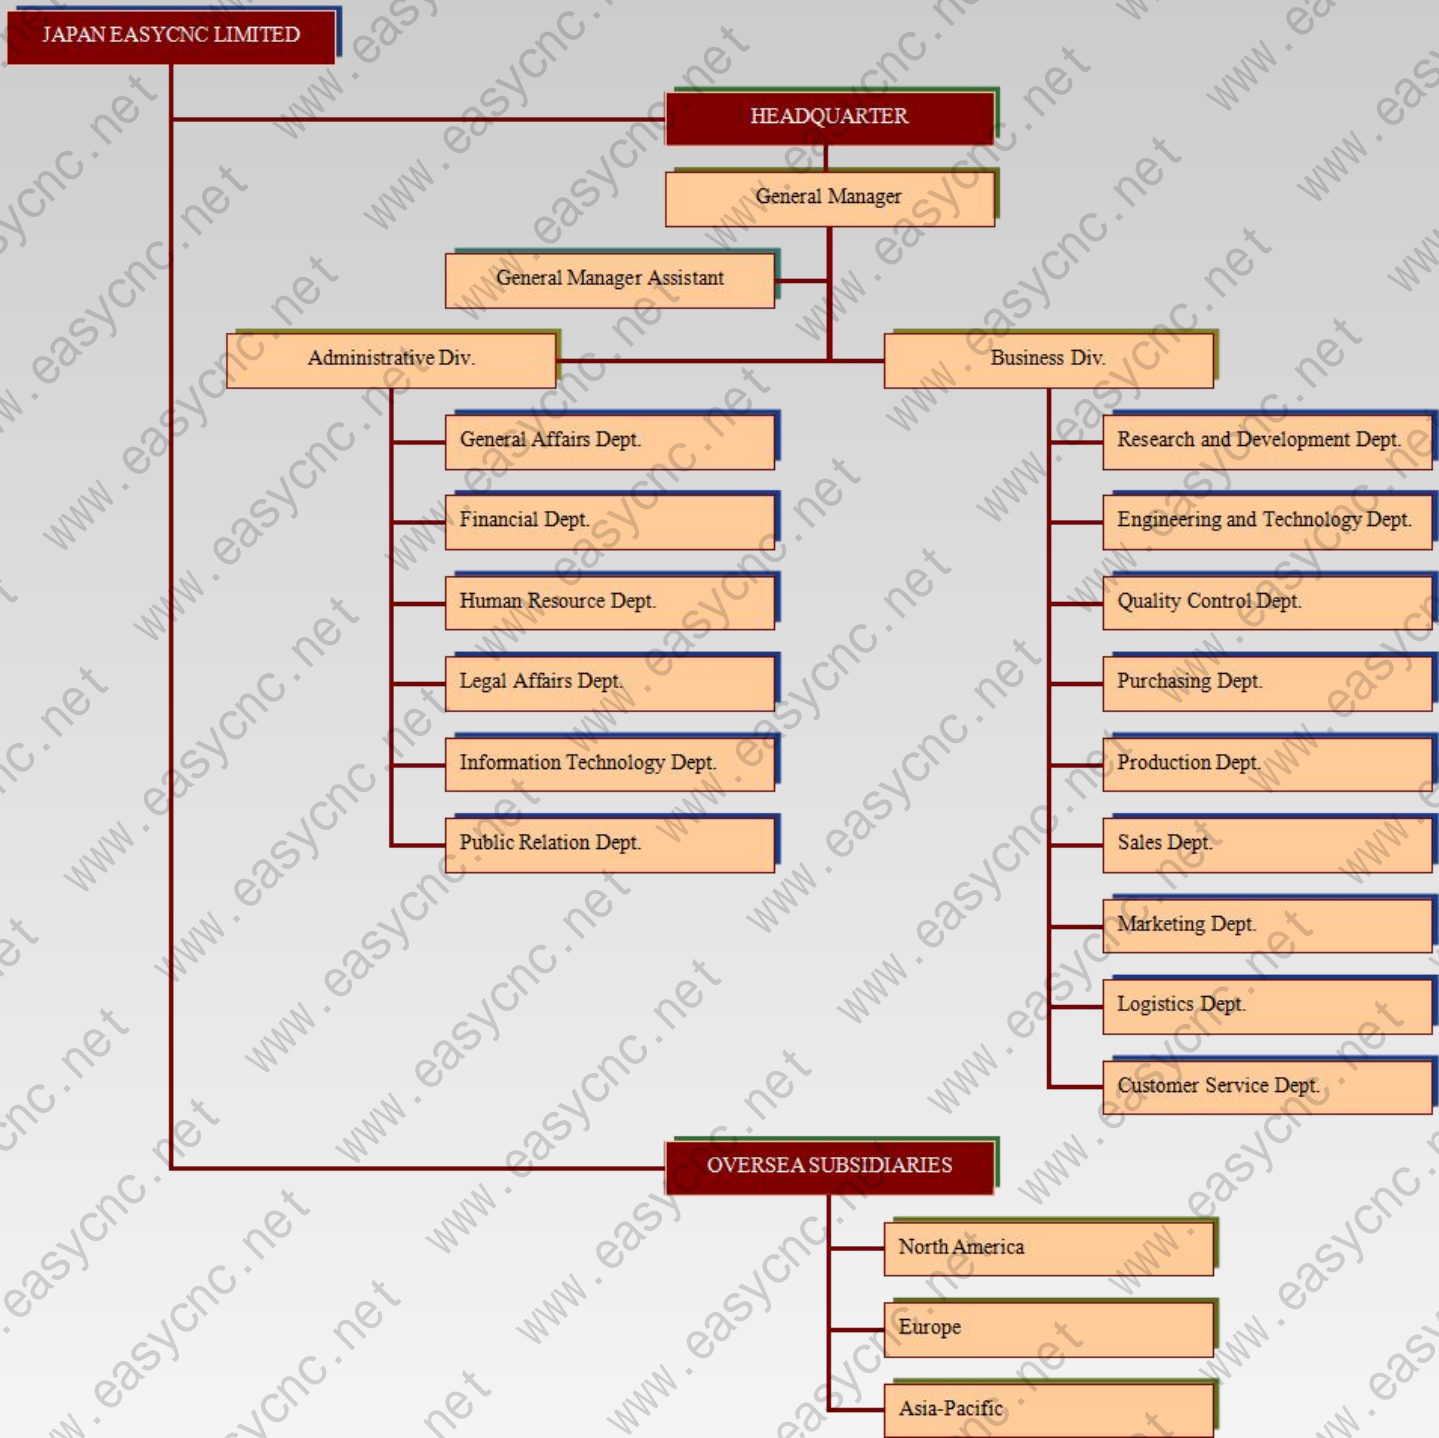 JAPAN EASYCNC LIMITED
HEADQUARTER
General Manager
General Manager Assistant
Administrative Div.
Business Div.
General Affairs Dept.
Financial Dept.
Human Resource Dept.
Legal Affairs Dept.
Information Technology Dept.
Public Relation Dept.
Research and Development Dept.
Engineering and Technology Dept.
Quality Control Dept.
Purchasing Dept.
Production Dept.
Sales Dept.
Marketing Dept.
Logistics Dept.
Customer Service Dept.
OVERSEA SUBSIDIARIES
North America
Europe
Asia-Pacific
www.easycnc.net